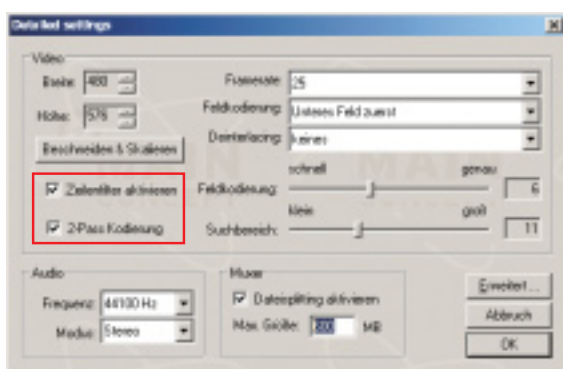 Detailed settings
Video
Breite: 480
Höhe: 576
Beschneiden & Skalieren
Zeilenfilter aktivieren
2-Pass Kodierung
Framerate: 25
Feldkodierung: Unteres Feld zuerst
Deinterlacing: keines
schnell genau
Feldkodierung: 6
klein groß
Suchbereich: 11
Audio
Frequenz: 44100 Hz
Modus: Stereo
Muxer
Dateisplitting aktivieren
Max. Größe: 800 MB
Erweitert...
Abbruch
OK